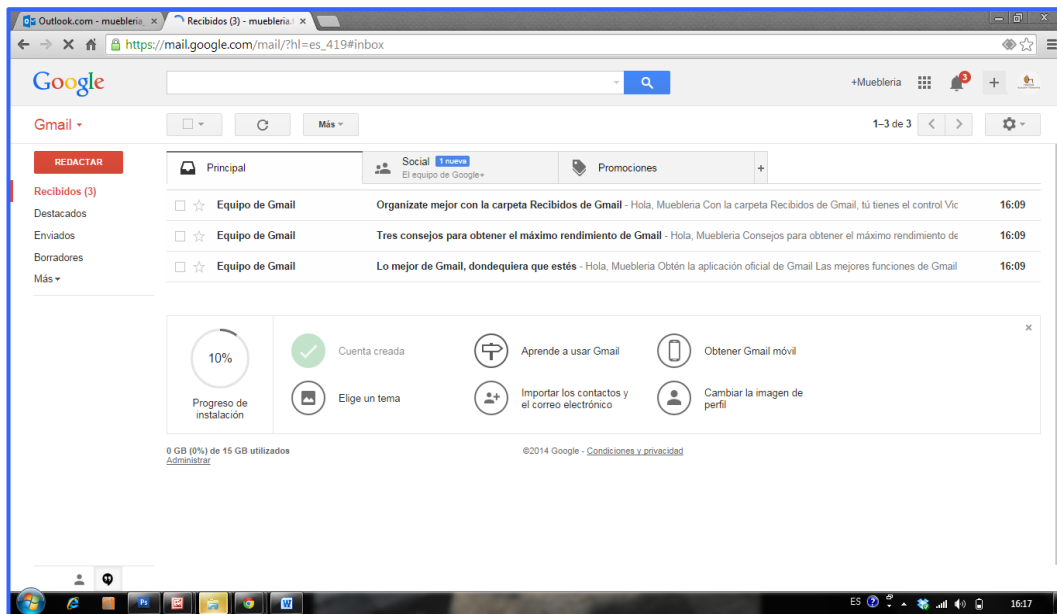 Outlook.com - muebleria_
Recibidos (3) - muebleria.
https://mail.google.com/mail/?hl=es_419#inbox
Google
+Muebleria
3
Gmail
Más
1–3 de 3
REDACTAR
Principal
Social 1 nueva
El equipo de Google+
Promociones
Recibidos (3)
Destacados
Enviados
Borradores
Más
Equipo de Gmail Organízate mejor con la carpeta Recibidos de Gmail - Hola, Muebleria Con la carpeta Recibidos de Gmail, tú tienes el control Vic 16:09
Equipo de Gmail Tres consejos para obtener el máximo rendimiento de Gmail - Hola, Muebleria Consejos para obtener el máximo rendimiento de 16:09
Equipo de Gmail Lo mejor de Gmail, dondequiera que estés - Hola, Muebleria Obtén la aplicación oficial de Gmail Las mejores funciones de Gmail 16:09
10%
Progreso de
instalación
Cuenta creada
Aprende a usar Gmail
Obtener Gmail móvil
Elige un tema
Importar los contactos y
el correo electrónico
Cambiar la imagen de
perfil
0 GB (0%) de 15 GB utilizados
Administrar
©2014 Google - Condiciones y privacidad
Ps
W
ES
16:17